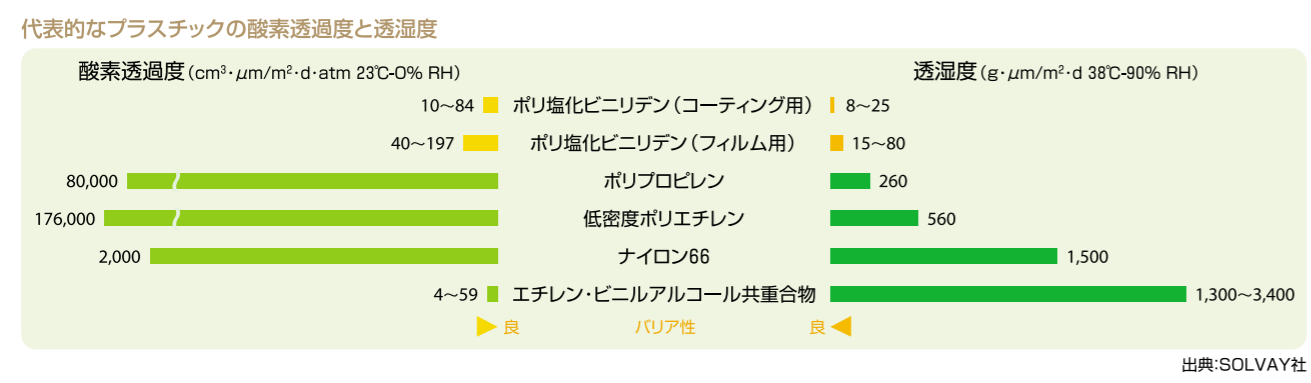 代表的なプラスチックの酸素透過度と透湿度
酸素透過度（cm³・μm/m²・d・atm 23℃-0% RH） 透湿度（g・μm/m²・d 38℃-90% RH）
10～84 ポリ塩化ビニリデン（コーティング用） 8～25
40～197 ポリ塩化ビニリデン（フィルム用） 15～80
80,000 ポリプロピレン 260
176,000 低密度ポリエチレン 560
2,000 ナイロン66 1,500
4～59 エチレン・ビニルアルコール共重合物 1,300～3,400
良 バリア性 良
出典：SOLVAY社